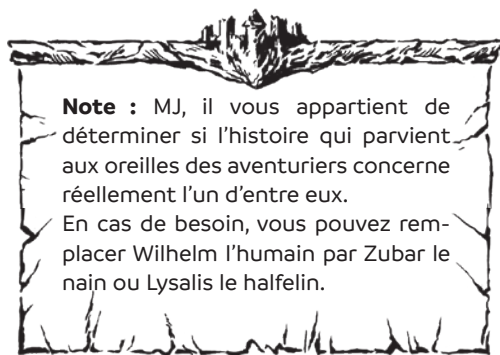 Note : MJ, il vous appartient de
déterminer si l'histoire qui parvient
aux oreilles des aventuriers concerne
réellement l'un d'entre eux.
En cas de besoin, vous pouvez rem-
placer Wilhelm l'humain par Zubar le
nain ou Lysalis le halfelin.